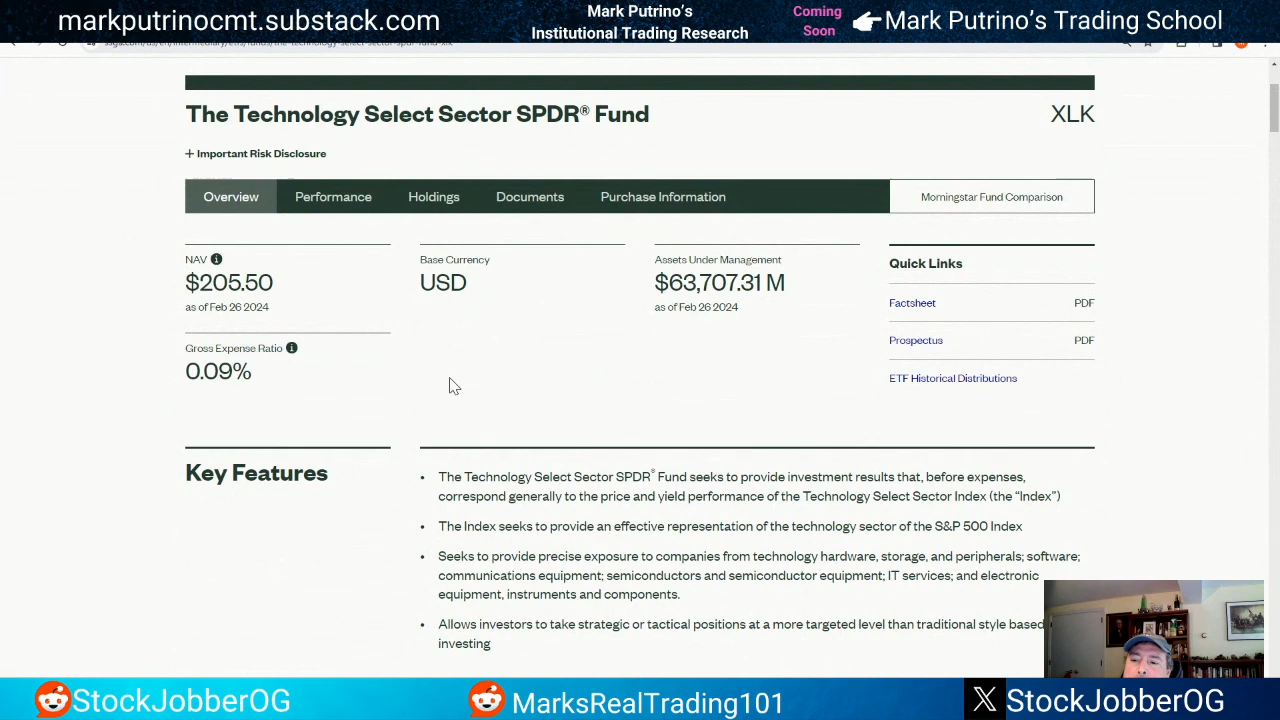 markputrinocmt.substack.com
Mark Putrino's
Institutional Trading Research
Coming
Soon
Mark Putrino's Trading School
The Technology Select Sector SPDR® Fund
XLK
+ Important Risk Disclosure
Overview
Performance
Holdings
Documents
Purchase Information
Morningstar Fund Comparison
NAV
$205.50
as of Feb 26 2024
Base Currency
USD
Assets Under Management
$63,707.31 M
as of Feb 26 2024
Gross Expense Ratio
0.09%
Quick Links
Factsheet PDF
Prospectus PDF
ETF Historical Distributions
Key Features
• The Technology Select Sector SPDR® Fund seeks to provide investment results that, before expenses,
correspond generally to the price and yield performance of the Technology Select Sector Index (the “Index”)
• The Index seeks to provide an effective representation of the technology sector of the S&P 500 Index
• Seeks to provide precise exposure to companies from technology hardware, storage, and peripherals; software;
communications equipment; semiconductors and semiconductor equipment; IT services; and electronic
equipment, instruments and components.
• Allows investors to take strategic or tactical positions at a more targeted level than traditional style based
investing
StockJobberOG
MarksRealTrading101
X StockJobberOG